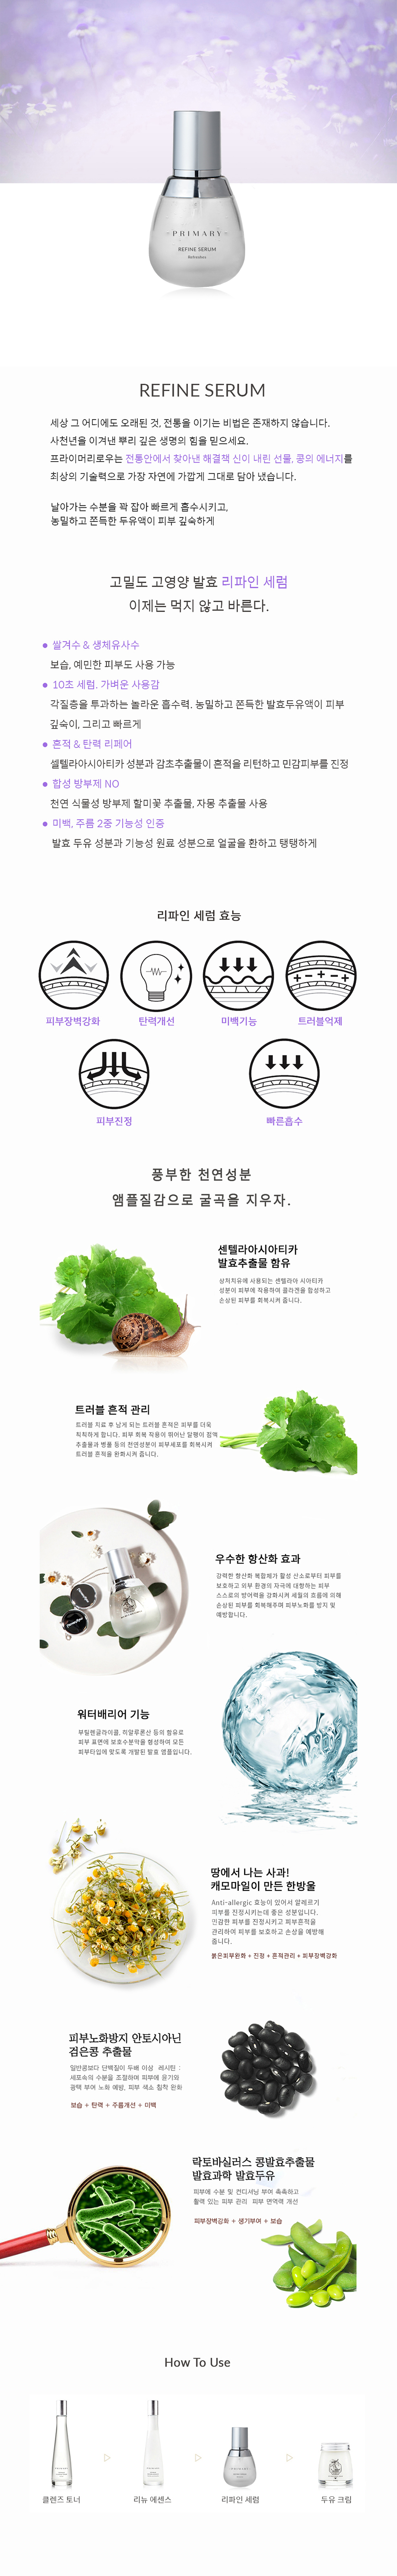 PRIMARY
REFINE SERUM
Refreshes
REFINE SERUM
세상 그 어디에도 오래된 것, 전통을 이기는 비법은 존재하지 않습니다.
사천년을 이겨낸 뿌리 깊은 생명의 힘을 믿으세요.
프라이머리로우는 전통안에서 찾아낸 해결책 신이 내린 선물, 콩의 에너지를
최상의 기술력으로 가장 자연에 가깝게 그대로 담아 냈습니다.
날아가는 수분을 꽉 잡아 빠르게 흡수시키고,
농밀하고 쫀득한 두유액이 피부 깊숙하게
고밀도 고영양 발효 리파인 세럼
이제는 먹지 않고 바른다.
● 쌀겨수 & 생체유사수
보습, 예민한 피부도 사용 가능
● 10초 세럼. 가벼운 사용감
각질층을 투과하는 놀라운 흡수력. 농밀하고 쫀득한 발효두유액이 피부
깊숙이, 그리고 빠르게
● 흔적 & 탄력 리페어
셀텔라아시아티카 성분과 감초추출물이 흔적을 리턴하고 민감피부를 진정
● 합성 방부제 NO
천연 식물성 방부제 할미꽃 추출물, 자몽 추출물 사용
● 미백, 주름 2중 기능성 인증
발효 두유 성분과 기능성 원료 성분으로 얼굴을 환하고 탱탱하게
리파인 세럼 효능
피부장벽강화
탄력개선
미백기능
트러블억제
피부진정
빠른흡수
풍부한 천연성분
앰플질감으로 굴곡을 지우자.
센텔라아시아티카
발효추출물 함유
상처치유에 사용되는 센텔라아 시아티카
성분이 피부에 작용하여 콜라겐을 합성하고
손상된 피부를 회복시켜 줍니다.
트러블 흔적 관리
트러블 치료 후 남게 되는 트러블 흔적은 피부를 더욱
칙칙하게 합니다. 피부 회복 작용이 뛰어난 달팽이 점액
추출물과 병풀 등의 천연성분이 피부세포를 회복시켜
트러블 흔적을 완화시켜 줍니다.
우수한 항산화 효과
강력한 항산화 복합체가 활성 산소로부터 피부를
보호하고 외부 환경의 자극에 대항하는 피부
스스로의 방어력을 강화시켜 세월의 흐름에 의해
손상된 피부를 회복해주며 피부노화를 방지 및
예방합니다.
워터배리어 기능
부틸렌글라이콜, 히알루론산 등의 함유로
피부 표면에 보호수분막을 형성하여 모든
피부타입에 맞도록 개발된 발효 앰플입니다.
땅에서 나는 사과!
캐모마일이 만든 한방울
Anti-allergic 효능이 있어서 알레르기
피부를 진정시키는데 좋은 성분입니다.
민감한 피부를 진정시키고 피부흔적을
관리하여 피부를 보호하고 손상을 예방해
줍니다.
붉은피부완화 + 진정 + 흔적관리 + 피부장벽강화
피부노화방지 안토시아닌
검은콩 추출물
일반콩보다 단백질이 두배 이상 레시틴 :
세포속의 수분을 조절하며 피부에 윤기와
광택 부여 노화 예방, 피부 색소 침착 완화
보습 + 탄력 + 주름개선 + 미백
락토바실러스 콩발효추출물
발효과학 발효두유
피부에 수분 및 컨디셔닝 부여 촉촉하고
활력 있는 피부 관리 피부 면역력 개선
피부장벽강화 + 생기부여 + 보습
How To Use
클렌즈 토너
리뉴 에센스
리파인 세럼
두유 크림